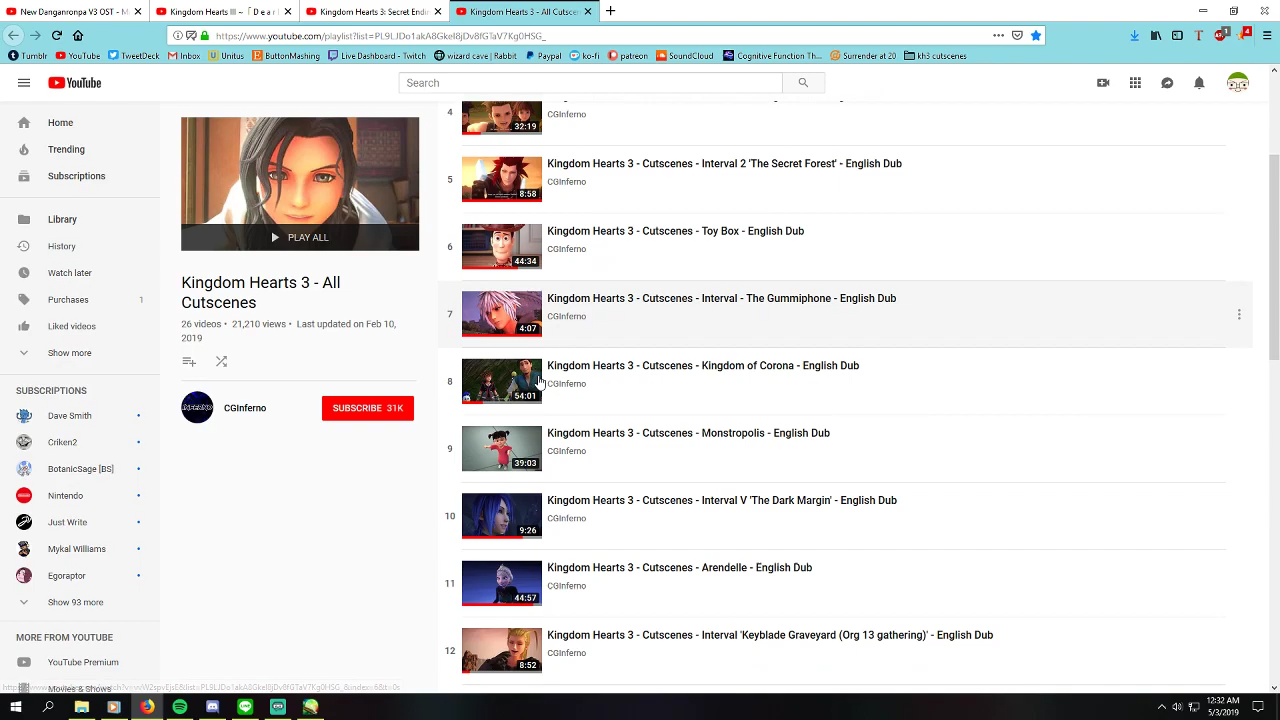 New Danganronpa V3 OST - M
Kingdom Hearts
Kingdom Hearts 3: Secret Endin
Kingdom Hearts 3 - All Cutscen
https://www.youtube.com/playlist?list=PL9LJDo1akA8GkeI8jDv8fGTaV7Kg0HSG_
Tumblr YouTube TweetDeck Inbox Unitus ButtonMashing Live Dashboard - Twitch wizard cave | Rabbit Paypal ko-fi patreon SoundCloud Cognitive Function Th... Surrender at 20 kh3 cutscenes
YouTube
Search
Home
Trending
Subscriptions
Library
History
Watch later
Purchases 1
Liked videos
Show more
SUBSCRIPTIONS
Dave Smith
Criken2
BotanicSage [BS]
Nintendo
Just Write
Mykal Williams
Egoraptor
Show 93 more
MORE FROM YOUTUBE
YouTube Premium
Movies & Shows
PLAY ALL
Kingdom Hearts 3 - All
Cutscenes
26 videos • 21,210 views • Last updated on Feb 10,
2019
CGInferno
SUBSCRIBE 31K
4
32:19
CGInferno
5
8:58
Kingdom Hearts 3 - Cutscenes - Interval 2 'The Secret Forest' - English Dub
CGInferno
6
44:34
Kingdom Hearts 3 - Cutscenes - Toy Box - English Dub
CGInferno
7
4:07
Kingdom Hearts 3 - Cutscenes - Interval - The Gummiphone - English Dub
CGInferno
8
54:01
Kingdom Hearts 3 - Cutscenes - Kingdom of Corona - English Dub
CGInferno
9
39:03
Kingdom Hearts 3 - Cutscenes - Monstropolis - English Dub
CGInferno
10
9:26
Kingdom Hearts 3 - Cutscenes - Interval V 'The Dark Margin' - English Dub
CGInferno
11
44:57
Kingdom Hearts 3 - Cutscenes - Arendelle - English Dub
CGInferno
12
8:52
Kingdom Hearts 3 - Cutscenes - Interval 'Keyblade Graveyard (Org 13 gathering)' - English Dub
CGInferno
12:32 AM
5/3/2019